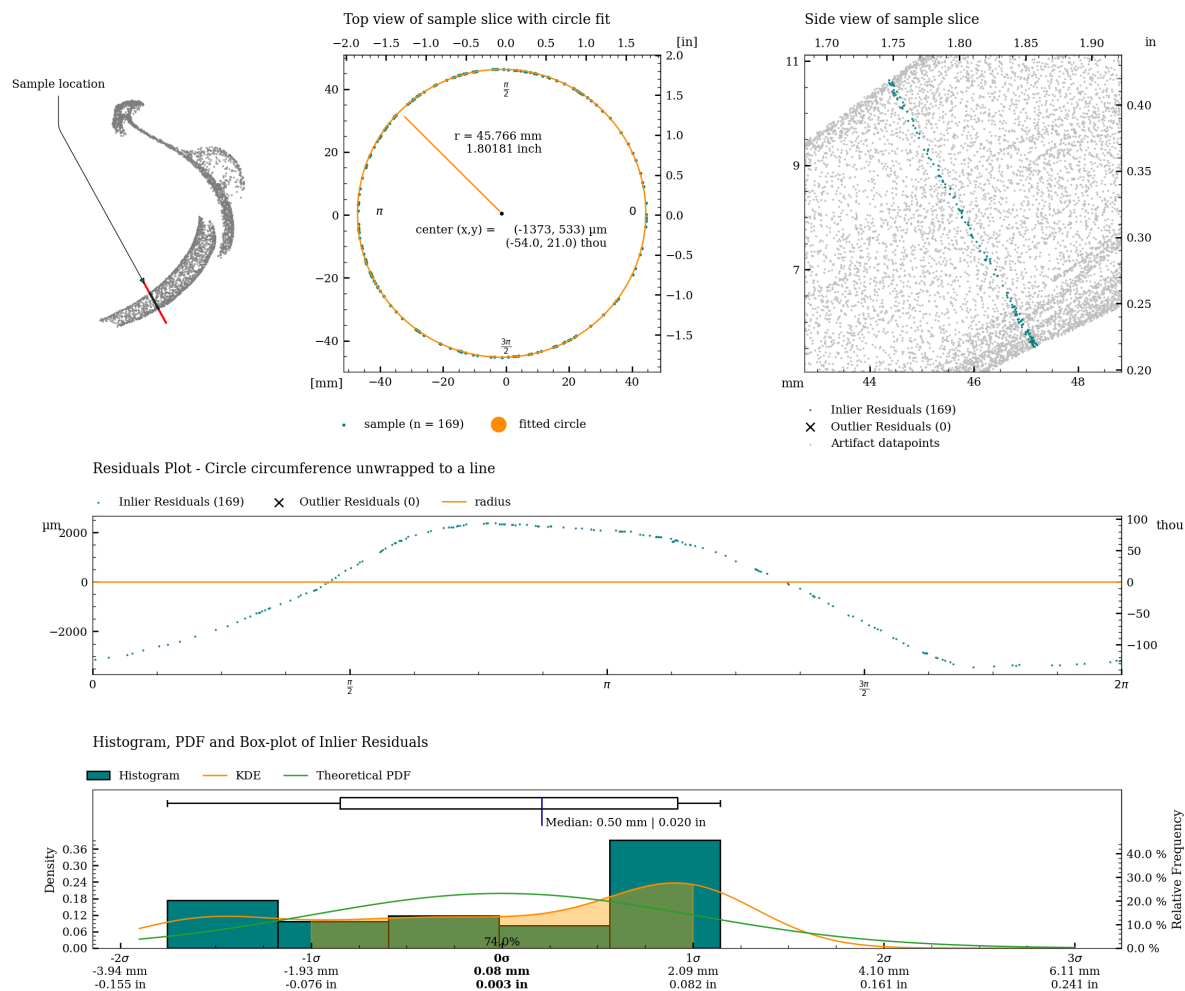 Sample location
Top view of sample slice with circle fit
−2.0 −1.5 −1.0 −0.5 0.0 0.5 1.0 1.5 [in]
2.0
1.5
1.0
0.5
0.0
−0.5
−1.0
−1.5
40
20
0
−20
−40
π/2
r = 45.766 mm
1.80181 inch
π
0
center (x,y) = (-1373, 533) µm
(-54.0, 21.0) thou
3π/2
[mm] −40 −20 0 20 40
sample (n = 169) fitted circle
Side view of sample slice
1.70 1.75 1.77 1.80 1.82 1.85 1.88 1.90 1.92 in
11
9
7
0.40
0.35
0.30
0.25
0.20
mm 44 46 48
Inlier Residuals (169)
Outlier Residuals (0)
Artifact datapoints
Residuals Plot - Circle circumference unwrapped to a line
Inlier Residuals (169) Outlier Residuals (0) radius
µm
2000
0
−2000
100 thou
50
0
−50
−100
0 π/2 π 3π/2 2π
Histogram, PDF and Box-plot of Inlier Residuals
Histogram KDE Theoretical PDF
Median: 0.50 mm | 0.020 in
Density
0.36
0.30
0.24
0.18
0.12
0.06
0.00
Relative Frequency
40.0 %
30.0 %
20.0 %
10.0 %
0.0 %
74.0%
-2σ -1σ 0σ 1σ 2σ 3σ
-3.94 mm -1.93 mm 0.08 mm 2.09 mm 4.10 mm 6.11 mm
-0.155 in -0.076 in 0.003 in 0.082 in 0.161 in 0.241 in